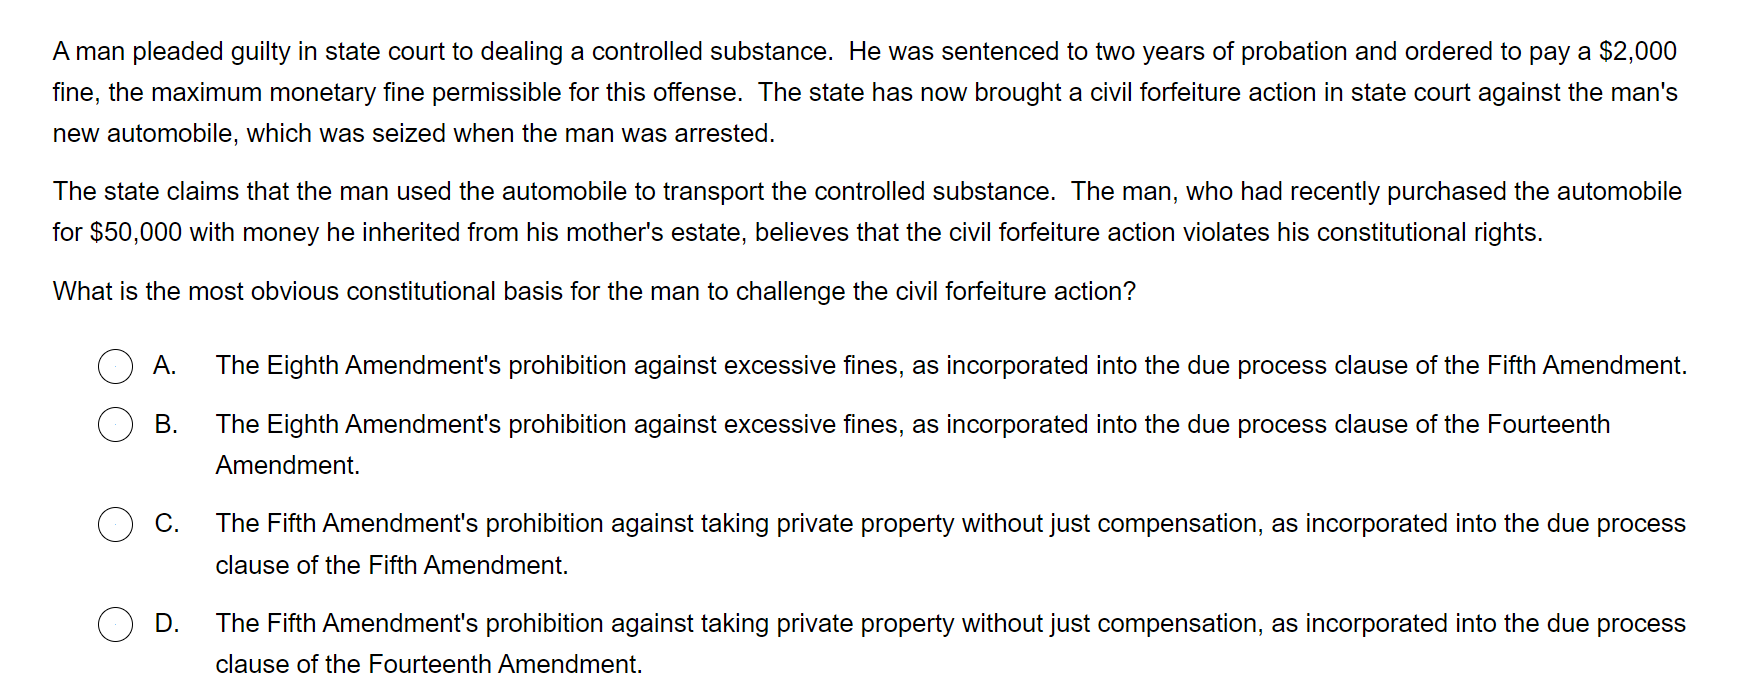 A man pleaded guilty in state court to dealing a controlled substance.  He was sentenced to two years of probation and ordered to pay a $2,000
fine, the maximum monetary fine permissible for this offense.  The state has now brought a civil forfeiture action in state court against the man's
new automobile, which was seized when the man was arrested.
The state claims that the man used the automobile to transport the controlled substance.  The man, who had recently purchased the automobile
for $50,000 with money he inherited from his mother's estate, believes that the civil forfeiture action violates his constitutional rights.
What is the most obvious constitutional basis for the man to challenge the civil forfeiture action?
A. The Eighth Amendment's prohibition against excessive fines, as incorporated into the due process clause of the Fifth Amendment.
B. The Eighth Amendment's prohibition against excessive fines, as incorporated into the due process clause of the Fourteenth
Amendment.
C. The Fifth Amendment's prohibition against taking private property without just compensation, as incorporated into the due process
clause of the Fifth Amendment.
D. The Fifth Amendment's prohibition against taking private property without just compensation, as incorporated into the due process
clause of the Fourteenth Amendment.